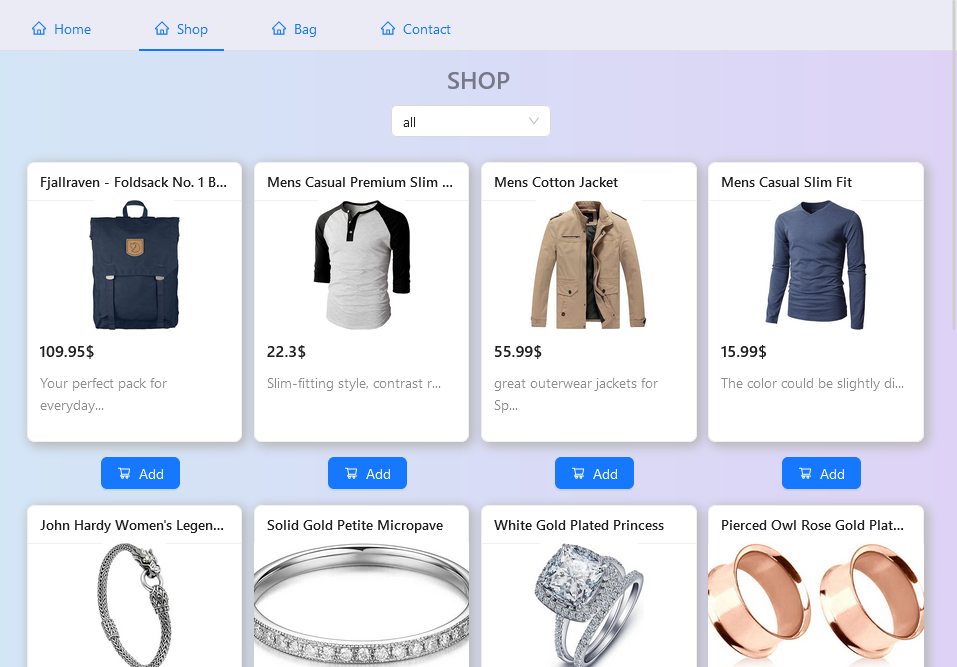 Home
Shop
Bag
Contact
SHOP
all
Fjallraven - Foldsack No. 1 B...
Mens Casual Premium Slim ...
Mens Cotton Jacket
Mens Casual Slim Fit
109.95$
22.3$
55.99$
15.99$
Your perfect pack for
everyday...
Slim-fitting style, contrast r...
great outerwear jackets for
Sp...
The color could be slightly di...
Add
Add
Add
Add
John Hardy Women's Legen...
Solid Gold Petite Micropave
White Gold Plated Princess
Pierced Owl Rose Gold Plat...